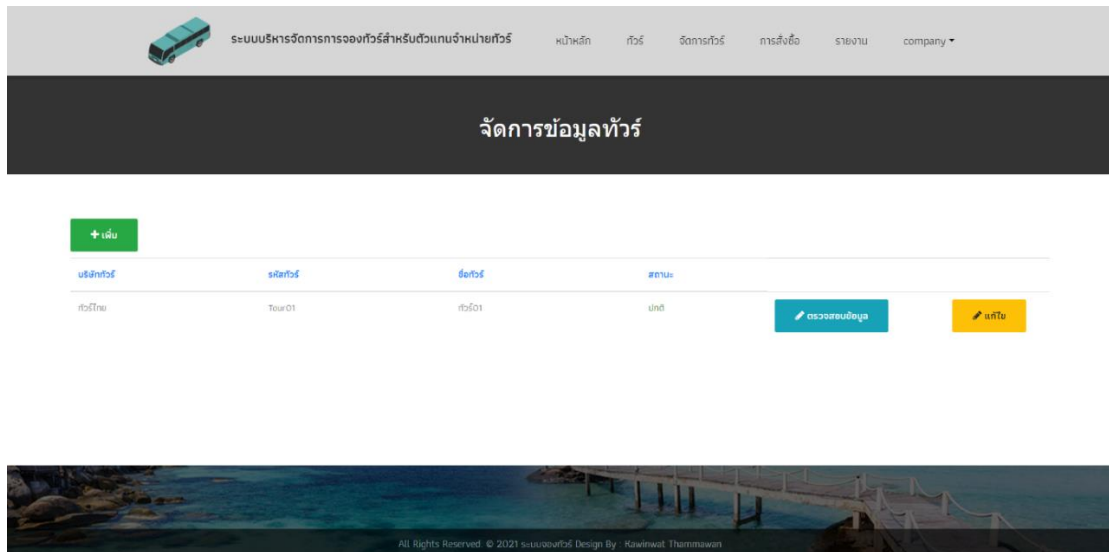 ระบบบริหารจัดการการจองทัวร์สำหรับตัวแทนจำหน่ายทัวร์ หน้าหลัก ทัวร์ จัดการทัวร์ การสั่งซื้อ รายงาน company
จัดการข้อมูลทัวร์
+ เพิ่ม
บริษัททัวร์ รหัสทัวร์ ชื่อทัวร์ สถานะ
ทัวร์ไทย Tour01 ทัวร์01 ปกติ ตรวจสอบข้อมูล แก้ไข
All Rights Reserved. © 2021 ระบบจองทัวร์ Design By : Kawinwat Thammawan